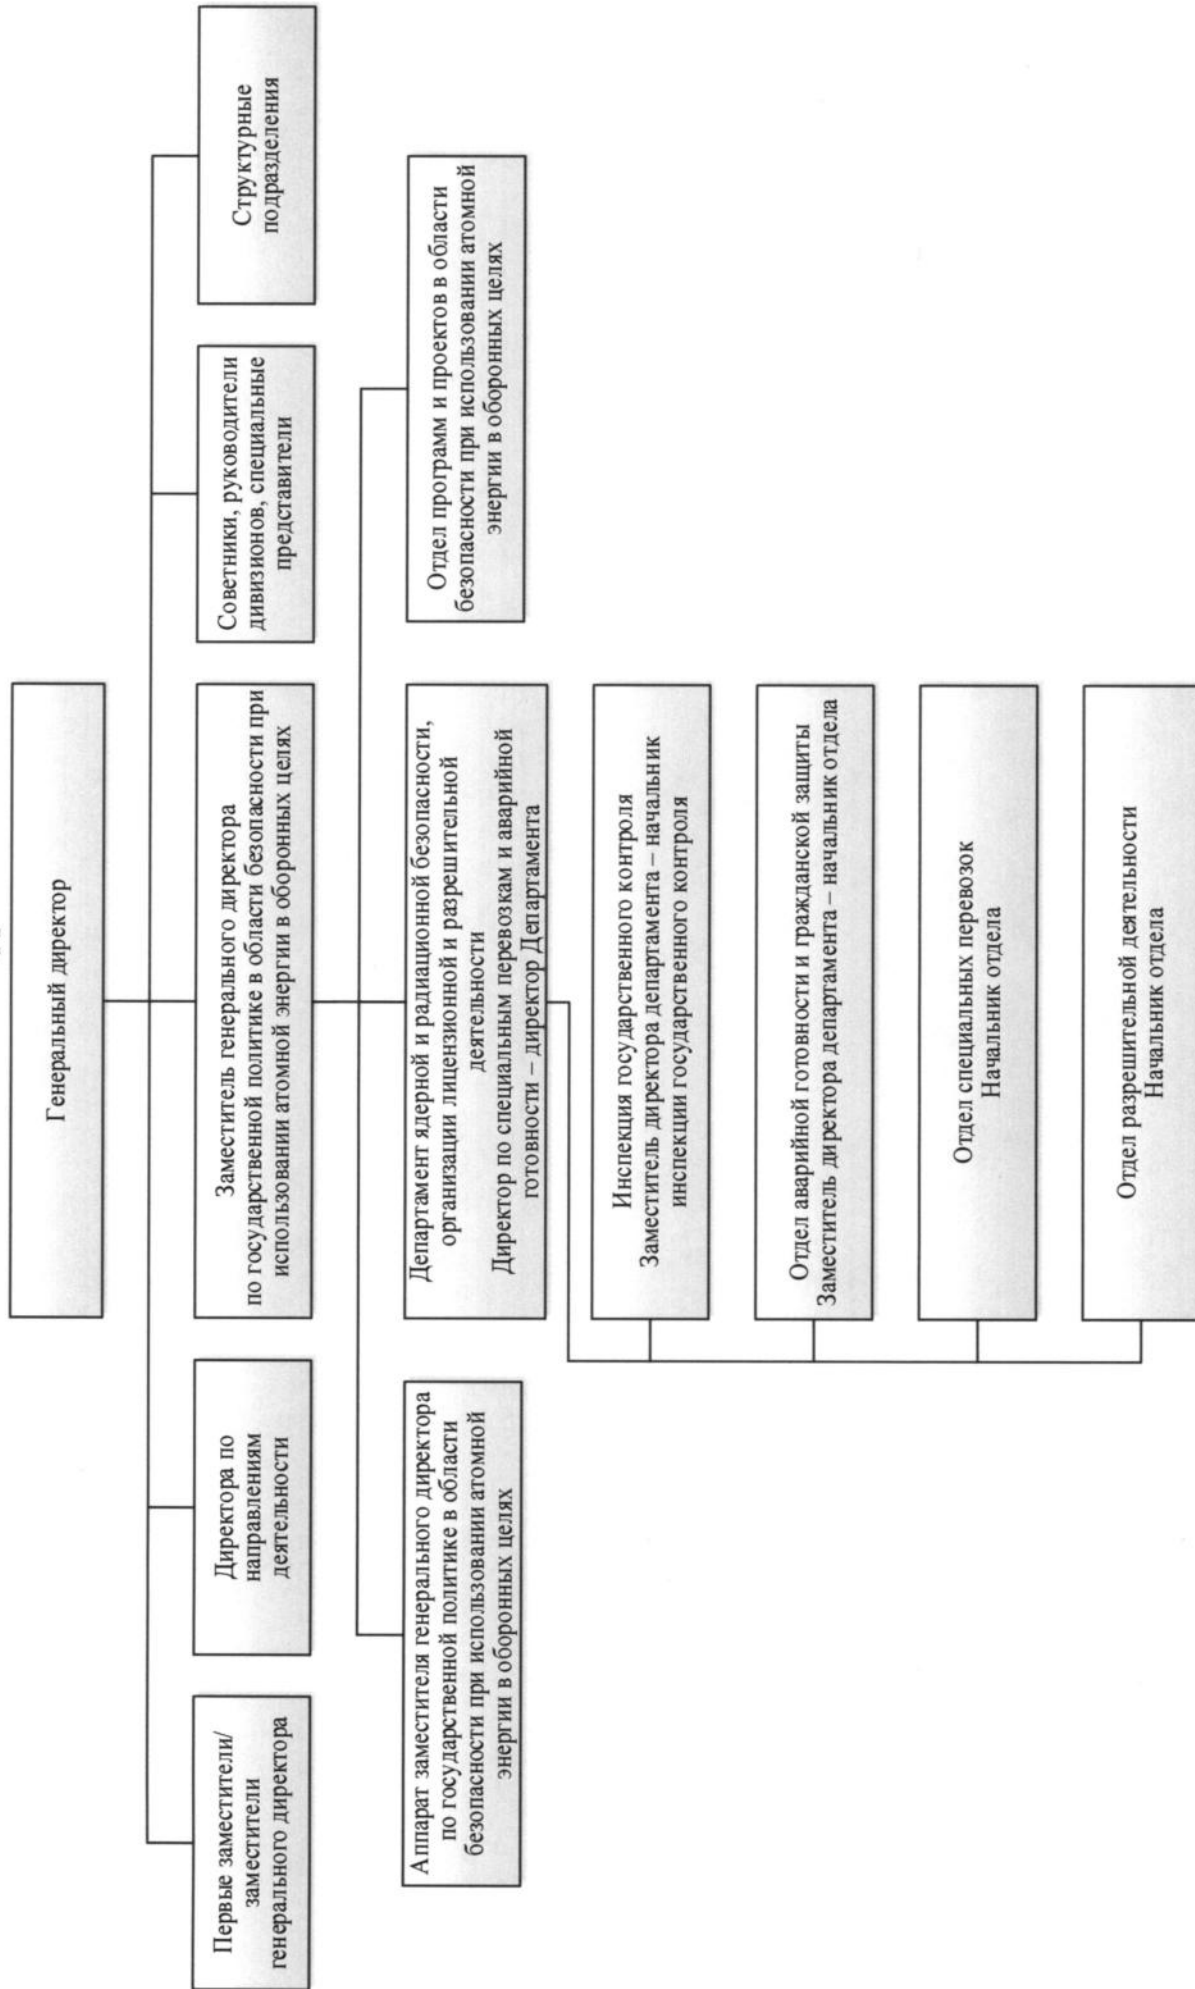 Генеральный директор
Первые заместители/
заместители
генерального директора
Директора по
направлениям
деятельности
Заместитель генерального директора
по государственной политике в области безопасности при
использовании атомной энергии в оборонных целях
Советники, руководители
дивизионов, специальные
представители
Структурные
подразделения
Аппарат заместителя генерального директора
по государственной политике в области
безопасности при использовании атомной
энергии в оборонных целях
Департамент ядерной и радиационной безопасности,
организации лицензионной и разрешительной
деятельности
Директор по специальным перевозкам и аварийной
готовности – директор Департамента
Отдел программ и проектов в области
безопасности при использовании атомной
энергии в оборонных целях
Инспекция государственного контроля
Заместитель директора департамента – начальник
инспекции государственного контроля
Отдел аварийной готовности и гражданской защиты
Заместитель директора департамента – начальник отдела
Отдел специальных перевозок
Начальник отдела
Отдел разрешительной деятельности
Начальник отдела